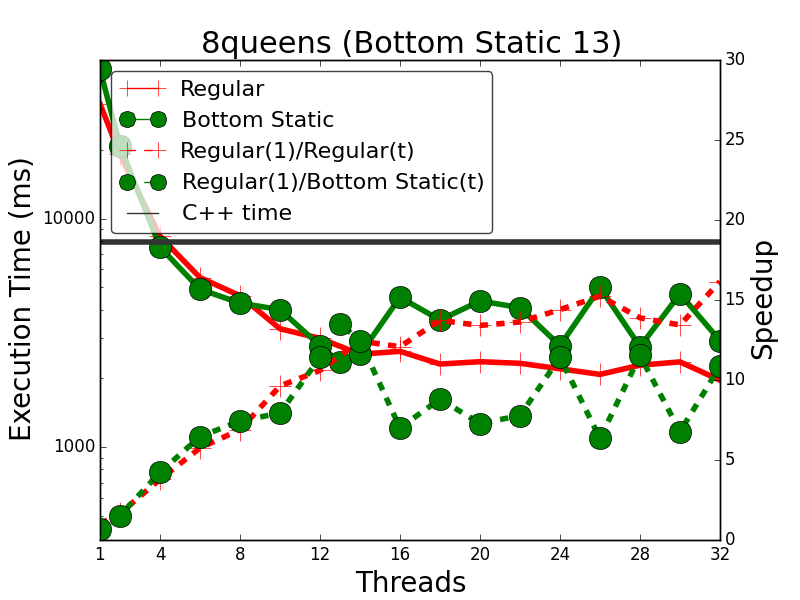 8queens (Bottom Static 13)
Regular
Bottom Static
Regular(1)/Regular(t)
Regular(1)/Bottom Static(t)
C++ time
Execution Time (ms)
10000
1000
30
25
20
15
10
5
0
Speedup
1 4 8 12 16 20 24 28 32
Threads